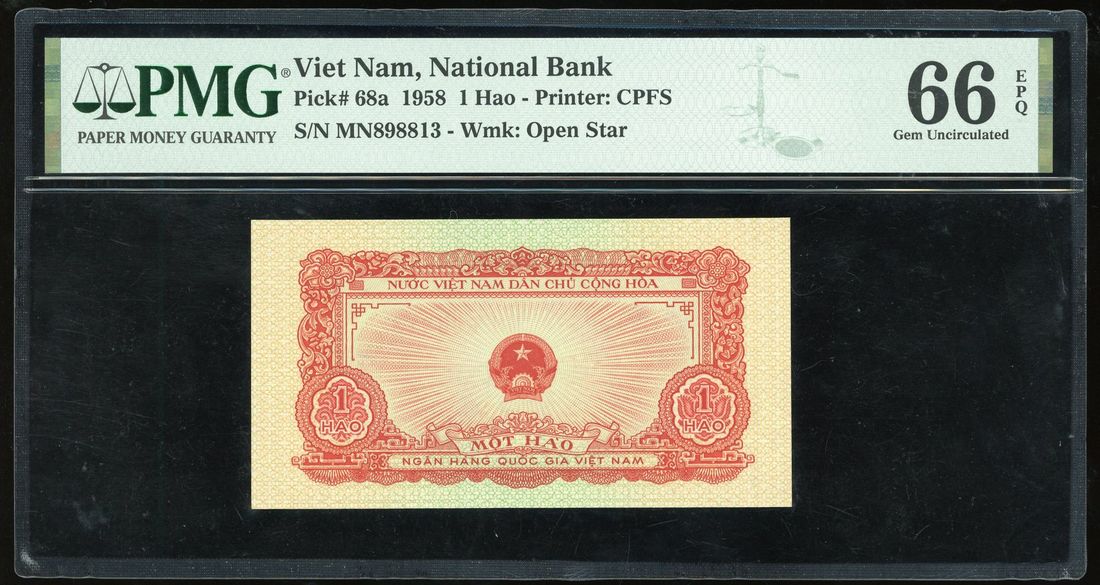 PMG®
PAPER MONEY GUARANTY
Viet Nam, National Bank
Pick# 68a 1958 1 Hao - Printer: CPFS
S/N MN898813 - Wmk: Open Star
66 EPQ
Gem Uncirculated
NƯỚC VIỆT NAM DÂN CHỦ CỘNG HÒA
1 HÀO
1 HÀO
MỘT HÀO
NGÂN HÀNG QUỐC GIA VIỆT NAM